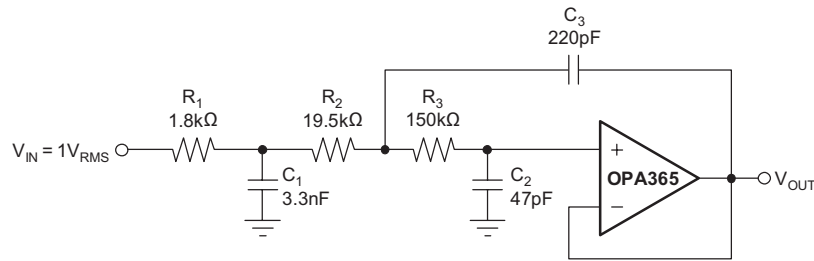 C3
220pF
R1
1.8kΩ
R2
19.5kΩ
R3
150kΩ
VIN = 1VRMS
C1
3.3nF
C2
47pF
+
OPA365
−
VOUT